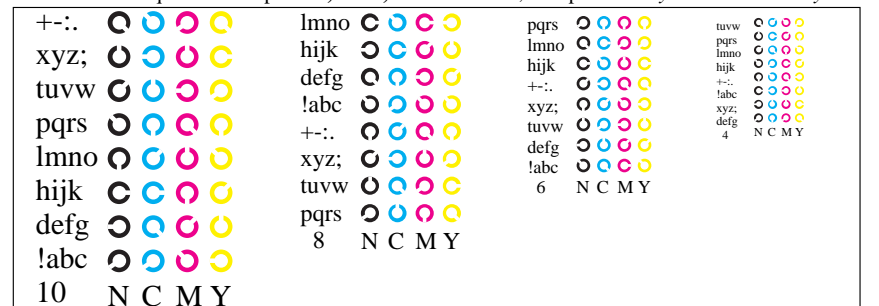 +-:.
xyz;
tuvw
pqrs
lmno
hijk
defg
!abc
10 N C M Y
lmno
hijk
defg
!abc
+-:.
xyz;
tuvw
pqrs
8 N C M Y
pqrs
lmno
hijk
+-:.
xyz;
tuvw
defg
!abc
6 N C M Y
tuvw
pqrs
lmno
hijk
+-:.
!abc
xyz;
defg
4 N C M Y